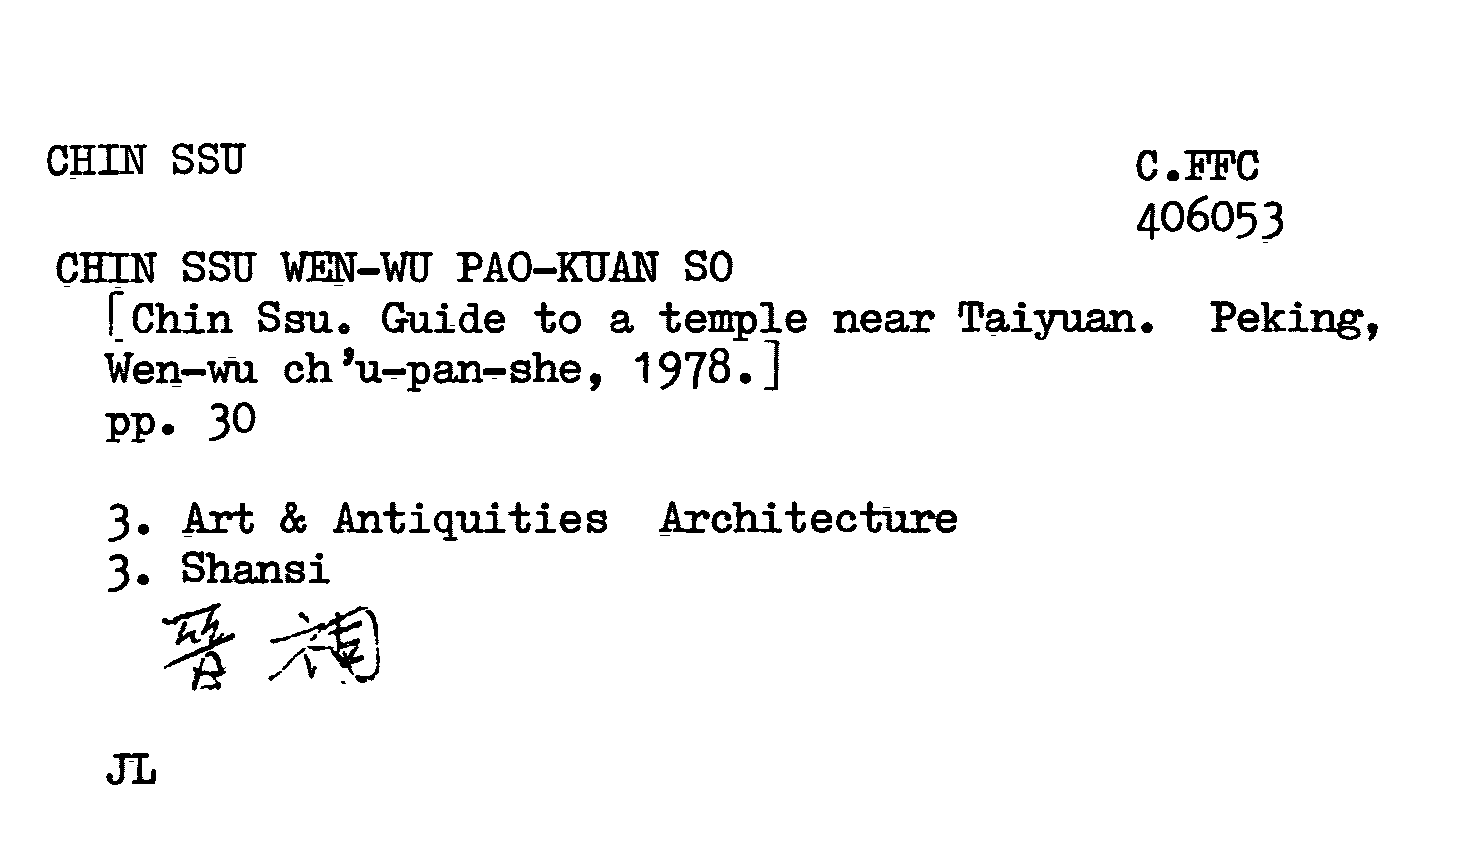 CHIN SSU
C.FFC
406053
CHIN SSU WEN-WU PAO-KUAN SO
[Chin Ssu. Guide to a temple near Taiyuan. Peking,
Wen-wu ch'u-pan-she, 1978.]
pp. 30
3. Art & Antiquities Architecture
3. Shansi
晋祠
JL